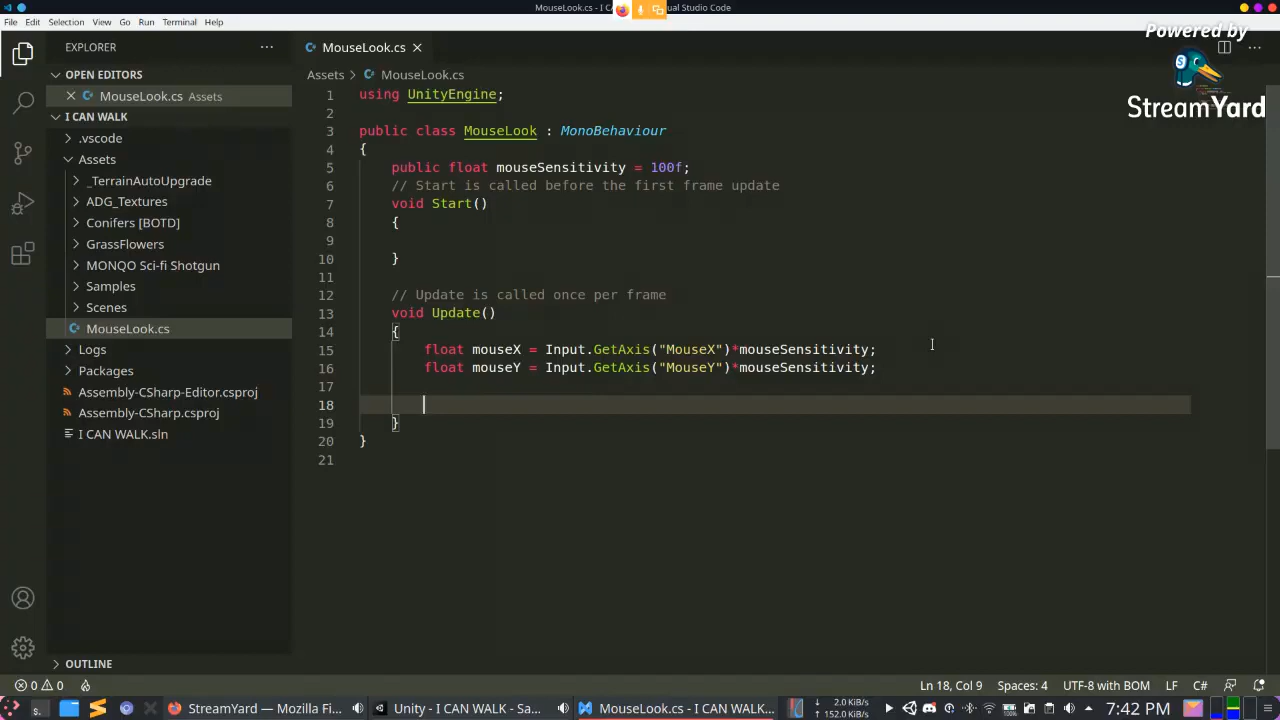 MouseLook.cs - I CA
ual Studio Code
File Edit Selection View Go Run Terminal Help
Powered by
StreamYard
EXPLORER
OPEN EDITORS
MouseLook.cs Assets
I CAN WALK
.vscode
Assets
_TerrainAutoUpgrade
ADG_Textures
Conifers [BOTD]
GrassFlowers
MONQO Sci-fi Shotgun
Samples
Scenes
MouseLook.cs
Logs
Packages
Assembly-CSharp-Editor.csproj
Assembly-CSharp.csproj
I CAN WALK.sln
OUTLINE
MouseLook.cs
Assets > MouseLook.cs
1 using UnityEngine;
2
3 public class MouseLook : MonoBehaviour
4 {
5 public float mouseSensitivity = 100f;
6 // Start is called before the first frame update
7 void Start()
8 {
9
10 }
11
12 // Update is called once per frame
13 void Update()
14 {
15 float mouseX = Input.GetAxis("MouseX")*mouseSensitivity;
16 float mouseY = Input.GetAxis("MouseY")*mouseSensitivity;
17
18
19 }
20 }
21
0 0 Ln 18, Col 9 Spaces: 4 UTF-8 with BOM LF C#
StreamYard — Mozilla Fi... Unity - I CAN WALK - Sa... MouseLook.cs - I CAN WALK... 2.0 KiB/s 7:42 PM
152.0 KiB/s